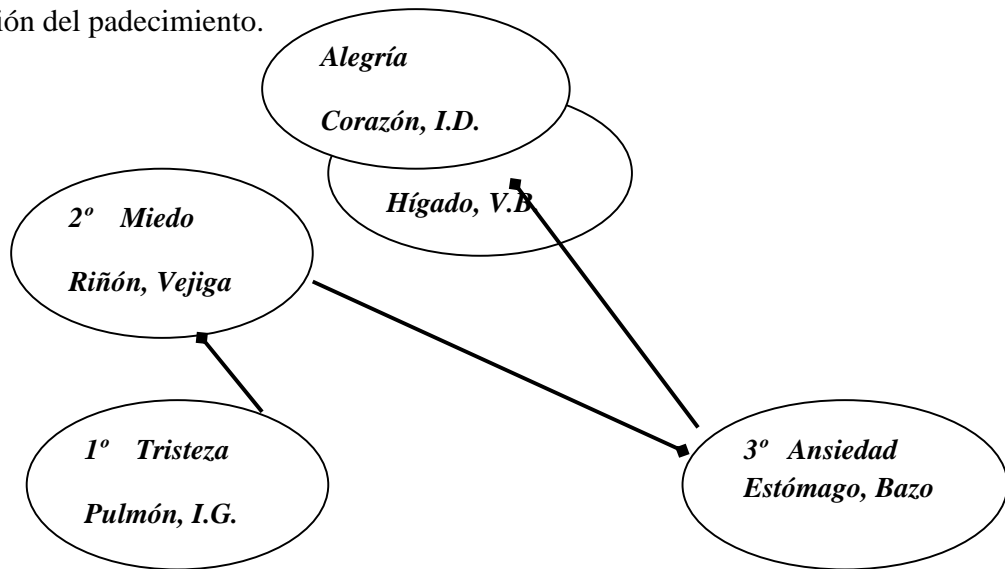 ión del padecimiento.
Alegría
Corazón, I.D.
Hígado, V.B.
2º Miedo
Riñón, Vejiga
1º Tristeza
Pulmón, I.G.
3º Ansiedad
Estómago, Bazo